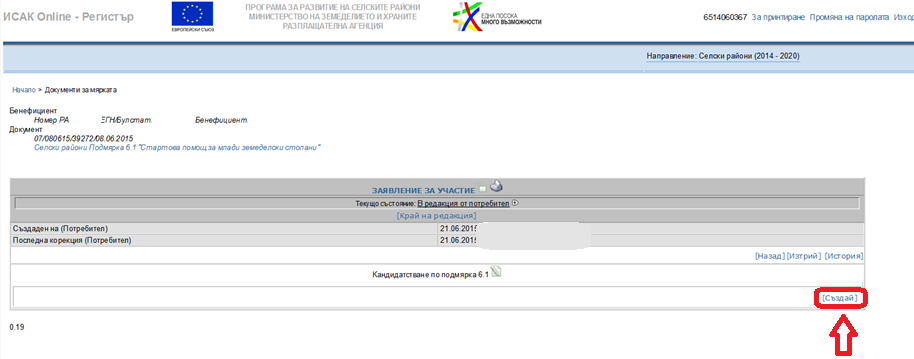 ИСАК Online - Регистър
ЕВРОПЕЙСКИ СЪЮЗ
ПРОГРАМА ЗА РАЗВИТИЕ НА СЕЛСКИТЕ РАЙОНИ
МИНИСТЕРСТВО НА ЗЕМЕДЕЛИЕТО И ХРАНИТЕ
РАЗПЛАЩАТЕЛНА АГЕНЦИЯ
ЕДНА ПОСОКА
МНОГО ВЪЗМОЖНОСТИ
6514060367 За принтиране Промяна на паролата Изход
Направление: Селски райони (2014 - 2020)
Начало > Документи за мярката
Бенефициент
Номер РА ЕГН/Булстат. Бенефициент.
Документ
07/080615/39272/08.06.2015
Селски райони Подмярка 6.1 "Стартова помощ за млади земеделски стопани"
ЗАЯВЛЕНИЕ ЗА УЧАСТИЕ
Текущо състояние: В редакция от потребител
[Край на редакция]
Създаден на (Потребител) 21.06.2015
Последна корекция (Потребител) 21.06.2015
[Назад] [Изтрий] [История]
Кандидатстване по подмярка 6.1
[Създай]
0.19